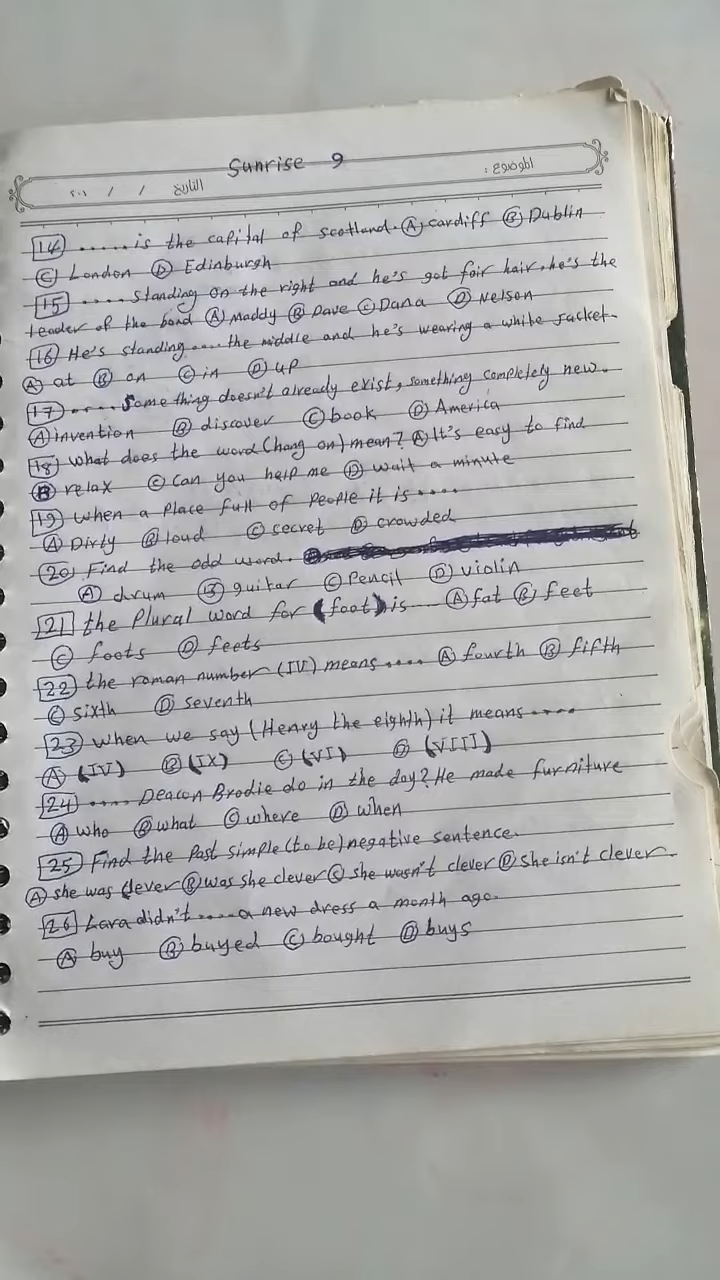 Sunrise 9
الموضوع :
التاريخ / / ٢٠١
14 ..... is the capital of scotland. A cardiff B Dublin
C London D Edinburgh
15 .... standing on the right and he's got fair hair. he's the
leader of the band A Maddy B Dave C Dana D Nelson
16 He's standing.... the middle and he's wearing a white jacket.
A at B on C in D up
17 ..... Some thing doesn't already exist, something completely new.
A invention B discover C book D America
18 what does the word (hang on) mean? A It's easy to find
B relax C can you help me D wait a minute
19 when a place full of people it is ....
A Dirty B loud C secret D crowded
20 Find the odd word.
A drum B guitar C Pencil D violin
21 the Plural word for (foot) is ... A fat B feet
C foots D feets
22 the roman number (IV) means .... A fourth B fifth
C sixth D seventh
23 when we say (Henry the eighth) it means ....
A (IV) B (IX) C (VI) D (VIII)
24 .... Deacon Brodie do in the day? He made furniture
A who B what C where D when
25 Find the Past simple (to be) negative sentence.
A she was clever B was she clever C she wasn't clever D she isn't clever.
26 Lara didn't .... a new dress a month ago.
A buy B buyed C bought D buys